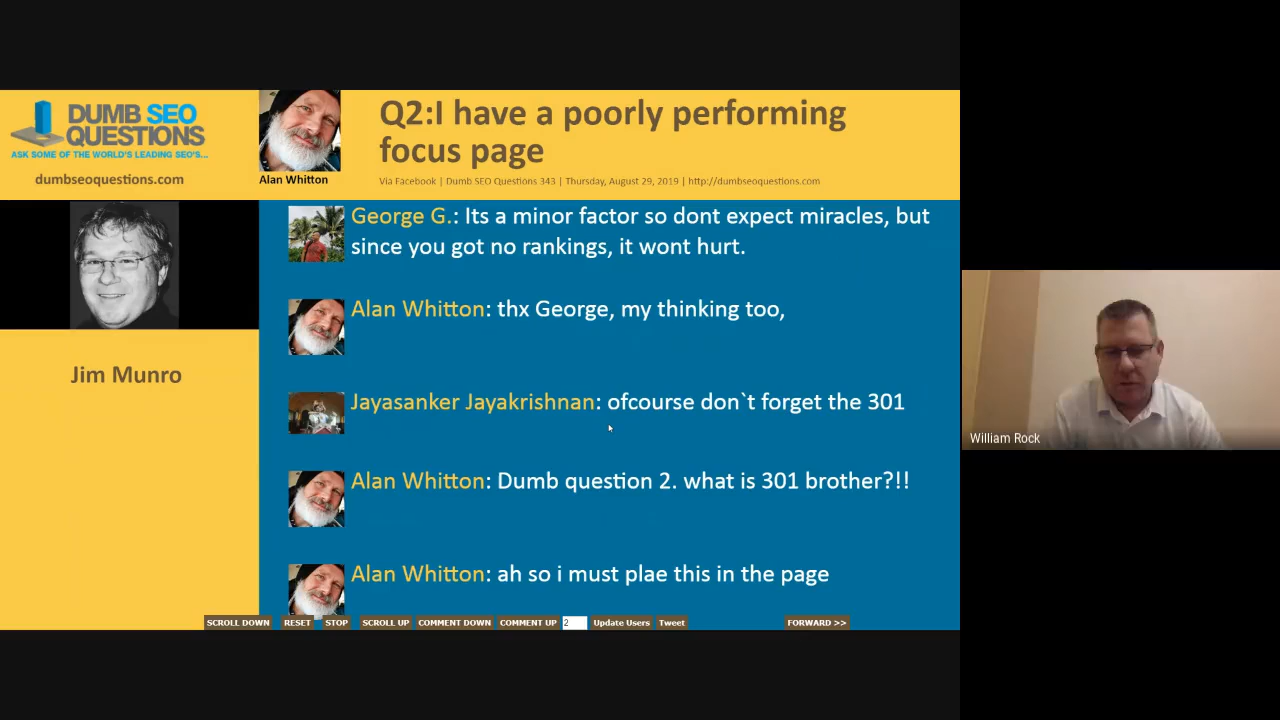 DUMB SEO
QUESTIONS
ASK SOME OF THE WORLD'S LEADING SEO'S...
dumbseoquestions.com
Alan Whitton
Q2:I have a poorly performing
focus page
Via Facebook | Dumb SEO Questions 343 | Thursday, August 29, 2019 | http://dumbseoquestions.com
Jim Munro
George G.: Its a minor factor so dont expect miracles, but
since you got no rankings, it wont hurt.
Alan Whitton: thx George, my thinking too,
Jayasanker Jayakrishnan: ofcourse don`t forget the 301
Alan Whitton: Dumb question 2. what is 301 brother?!!
Alan Whitton: ah so i must plae this in the page
SCROLL DOWN RESET STOP SCROLL UP COMMENT DOWN COMMENT UP 2 Update Users Tweet FORWARD >>
William Rock